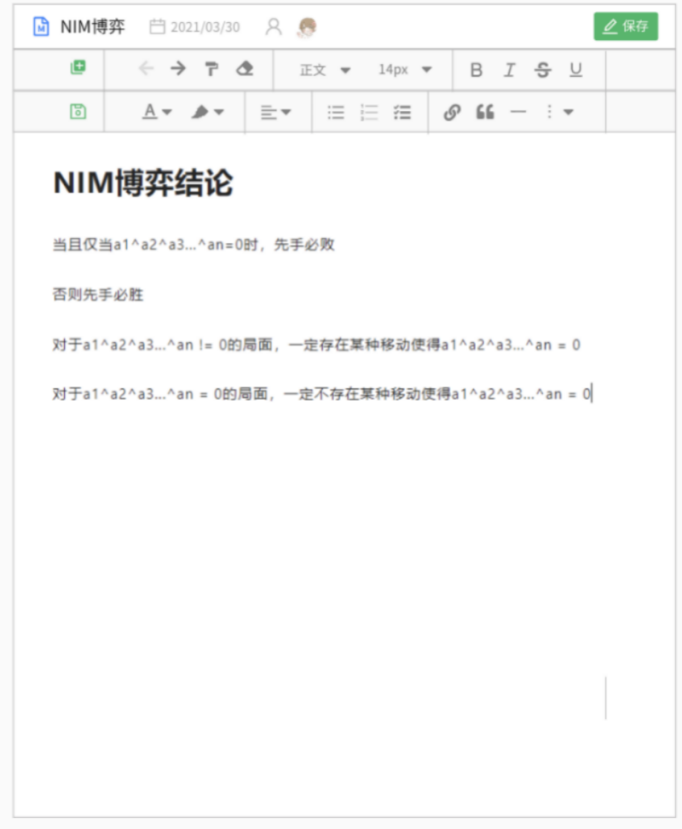 NIM博弈 2021/03/30 保存
正文 14px B I S U
A
NIM博弈结论
当且仅当a1^a2^a3...^an=0时，先手必败
否则先手必胜
对于a1^a2^a3...^an != 0的局面，一定存在某种移动使得a1^a2^a3...^an = 0
对于a1^a2^a3...^an = 0的局面，一定不存在某种移动使得a1^a2^a3...^an = 0